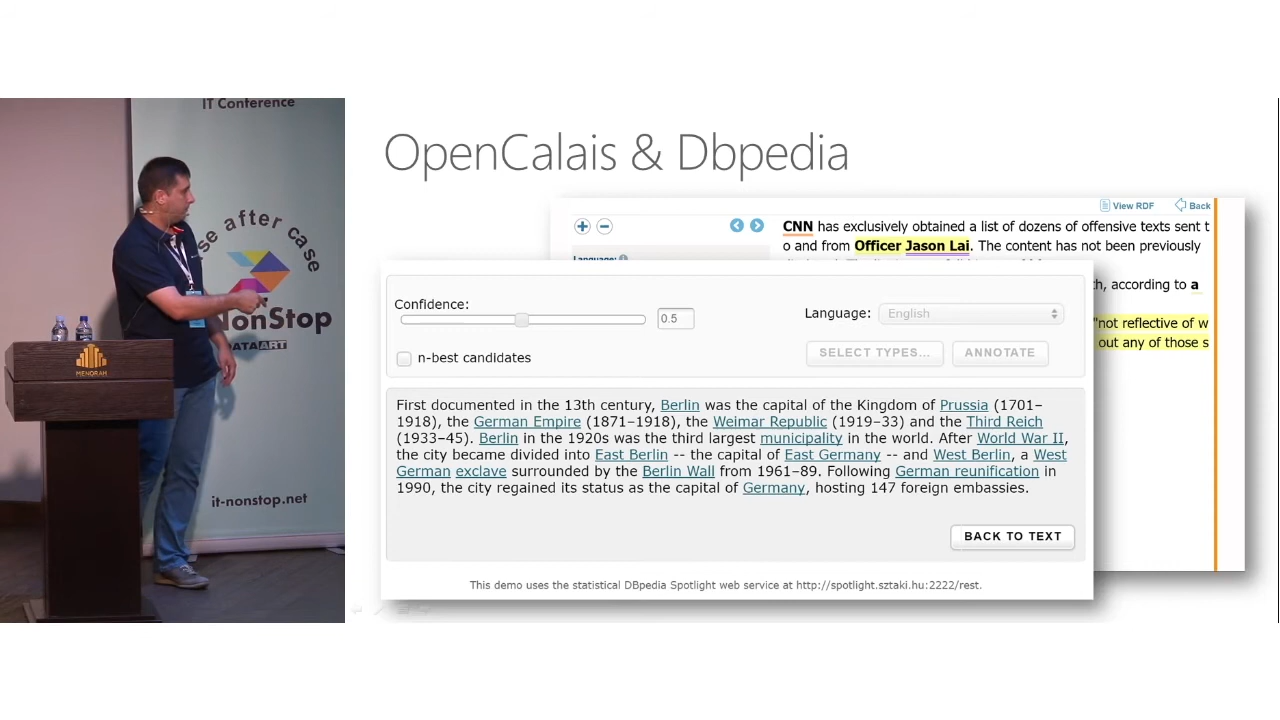 IT Conference
se after case
NonStop
DATAART
MENORAH
it-nonstop.net
OpenCalais & Dbpedia
View RDF
Back
CNN has exclusively obtained a list of dozens of offensive texts sent t
o and from Officer Jason Lai. The content has not been previously
Language:
h, according to a
"not reflective of w
out any of those s
Confidence:
0.5
Language:
English
n-best candidates
SELECT TYPES...
ANNOTATE
First documented in the 13th century, Berlin was the capital of the Kingdom of Prussia (1701–
1918), the German Empire (1871–1918), the Weimar Republic (1919–33) and the Third Reich
(1933–45). Berlin in the 1920s was the third largest municipality in the world. After World War II,
the city became divided into East Berlin -- the capital of East Germany -- and West Berlin, a West
German exclave surrounded by the Berlin Wall from 1961–89. Following German reunification in
1990, the city regained its status as the capital of Germany, hosting 147 foreign embassies.
BACK TO TEXT
This demo uses the statistical DBpedia Spotlight web service at http://spotlight.sztaki.hu:2222/rest.